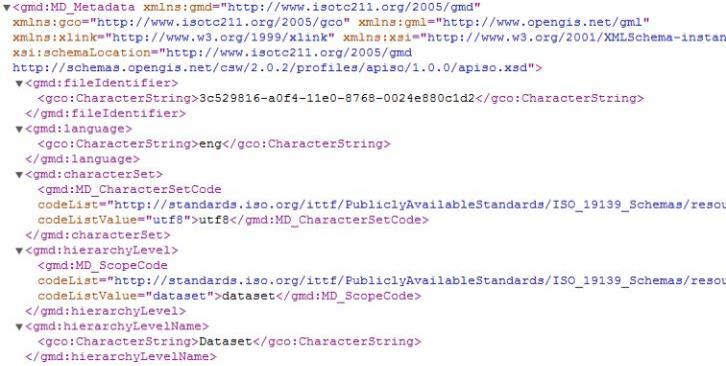 ▼<gmd:MD_Metadata xmlns:gmd="http://www.isotc211.org/2005/gmd"
xmlns:gco="http://www.isotc211.org/2005/gco" xmlns:gml="http://www.opengis.net/gml"
xmlns:xlink="http://www.w3.org/1999/xlink" xmlns:xsi="http://www.w3.org/2001/XMLSchema-instan
xsi:schemaLocation="http://www.isotc211.org/2005/gmd
http://schemas.opengis.net/csw/2.0.2/profiles/apiso/1.0.0/apiso.xsd">
▼<gmd:fileIdentifier>
<gco:CharacterString>3c529816-a0f4-11e0-8768-0024e880c1d2</gco:CharacterString>
</gmd:fileIdentifier>
▼<gmd:language>
<gco:CharacterString>eng</gco:CharacterString>
</gmd:language>
▼<gmd:characterSet>
<gmd:MD_CharacterSetCode
codeList="http://standards.iso.org/ittf/PubliclyAvailableStandards/ISO_19139_Schemas/resou
codeListValue="utf8">utf8</gmd:MD_CharacterSetCode>
</gmd:characterSet>
▼<gmd:hierarchyLevel>
<gmd:MD_ScopeCode
codeList="http://standards.iso.org/ittf/PubliclyAvailableStandards/ISO_19139_Schemas/resou
codeListValue="dataset">dataset</gmd:MD_ScopeCode>
</gmd:hierarchyLevel>
▼<gmd:hierarchyLevelName>
<gco:CharacterString>Dataset</gco:CharacterString>
</gmd:hierarchyLevelName>